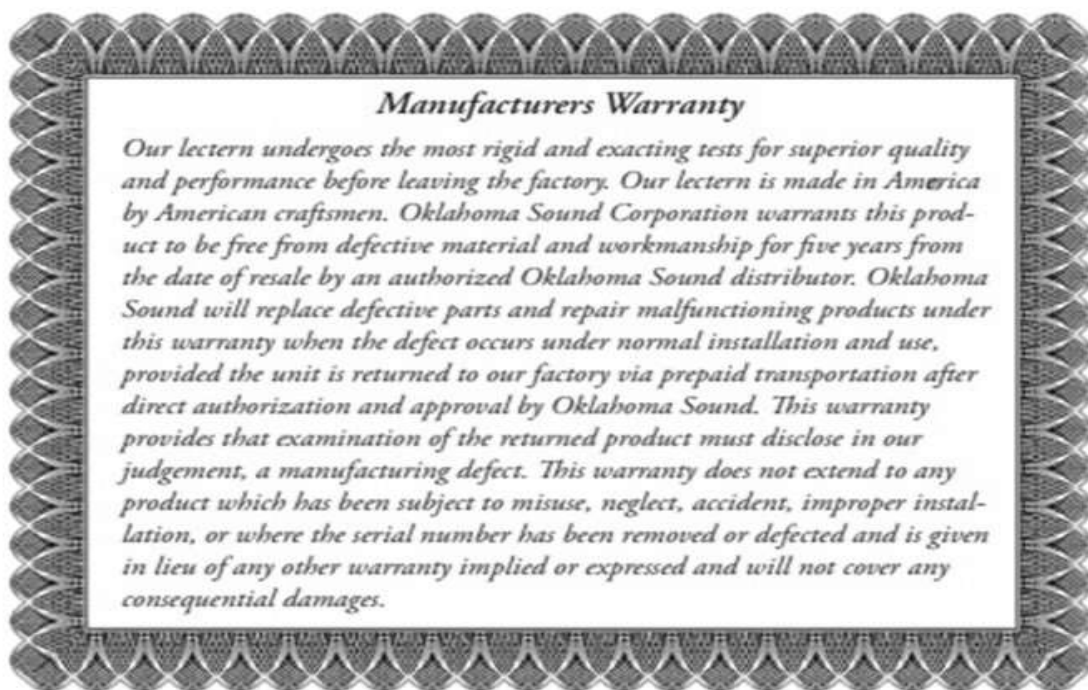 Manufacturers Warranty
Our lectern undergoes the most rigid and exacting tests for superior quality
and performance before leaving the factory. Our lectern is made in America
by American craftsmen. Oklahoma Sound Corporation warrants this prod-
uct to be free from defective material and workmanship for five years from
the date of resale by an authorized Oklahoma Sound distributor. Oklahoma
Sound will replace defective parts and repair malfunctioning products under
this warranty when the defect occurs under normal installation and use,
provided the unit is returned to our factory via prepaid transportation after
direct authorization and approval by Oklahoma Sound. This warranty
provides that examination of the returned product must disclose in our
judgement, a manufacturing defect. This warranty does not extend to any
product which has been subject to misuse, neglect, accident, improper instal-
lation, or where the serial number has been removed or defected and is given
in lieu of any other warranty implied or expressed and will not cover any
consequential damages.